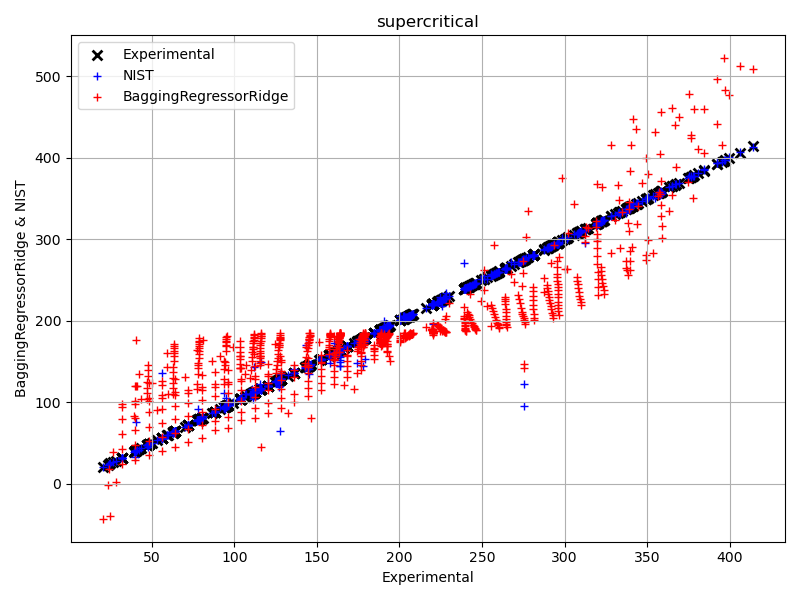 supercritical
Experimental
NIST
BaggingRegressorRidge
BaggingRegressorRidge & NIST
500
400
300
200
100
0
50
100
150
200
250
300
350
400
Experimental